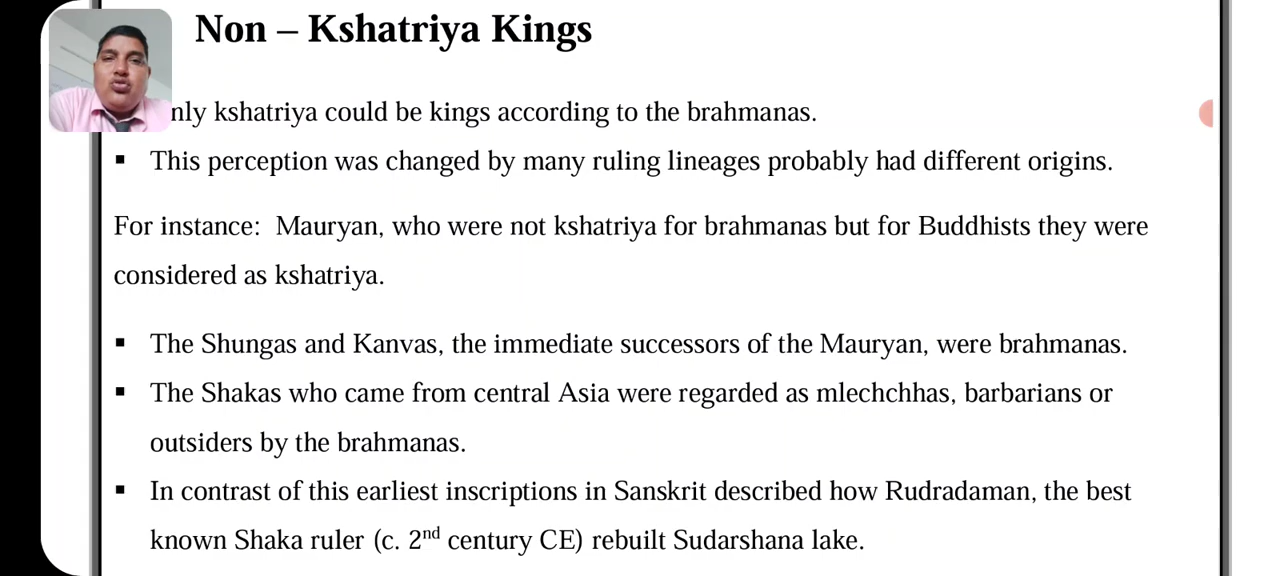 Non – Kshatriya Kings
nly kshatriya could be kings according to the brahmanas.
▪ This perception was changed by many ruling lineages probably had different origins.
For instance:  Mauryan, who were not kshatriya for brahmanas but for Buddhists they were
considered as kshatriya.
▪ The Shungas and Kanvas, the immediate successors of the Mauryan, were brahmanas.
▪ The Shakas who came from central Asia were regarded as mlechchhas, barbarians or
outsiders by the brahmanas.
▪ In contrast of this earliest inscriptions in Sanskrit described how Rudradaman, the best
known Shaka ruler (c. 2nd century CE) rebuilt Sudarshana lake.